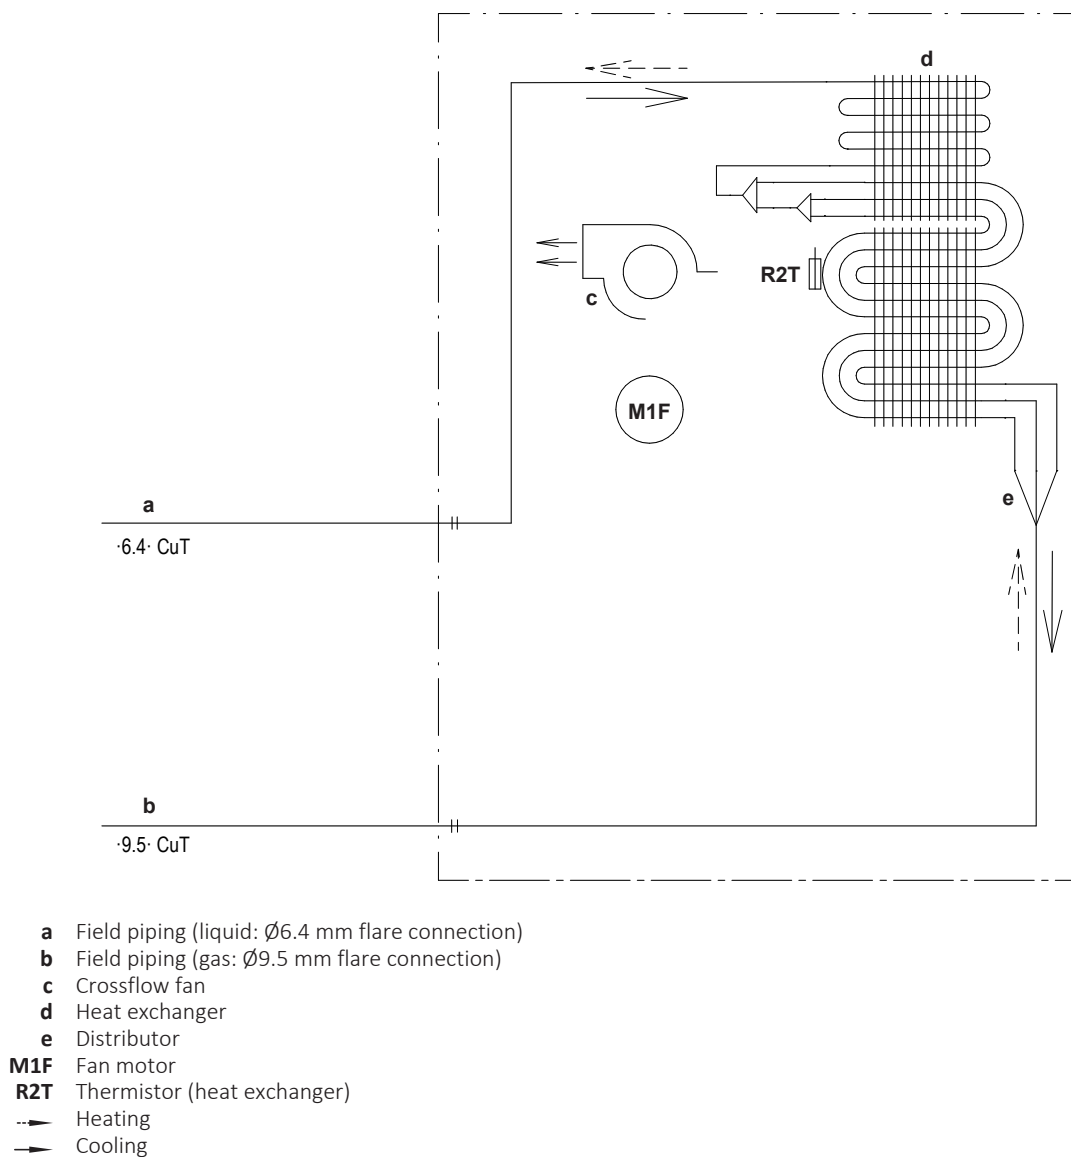 d
R2T
c
M1F
a
e
·6.4· CuT
b
·9.5· CuT
a Field piping (liquid: Ø6.4 mm flare connection)
b Field piping (gas: Ø9.5 mm flare connection)
c Crossflow fan
d Heat exchanger
e Distributor
M1F Fan motor
R2T Thermistor (heat exchanger)
Heating
Cooling